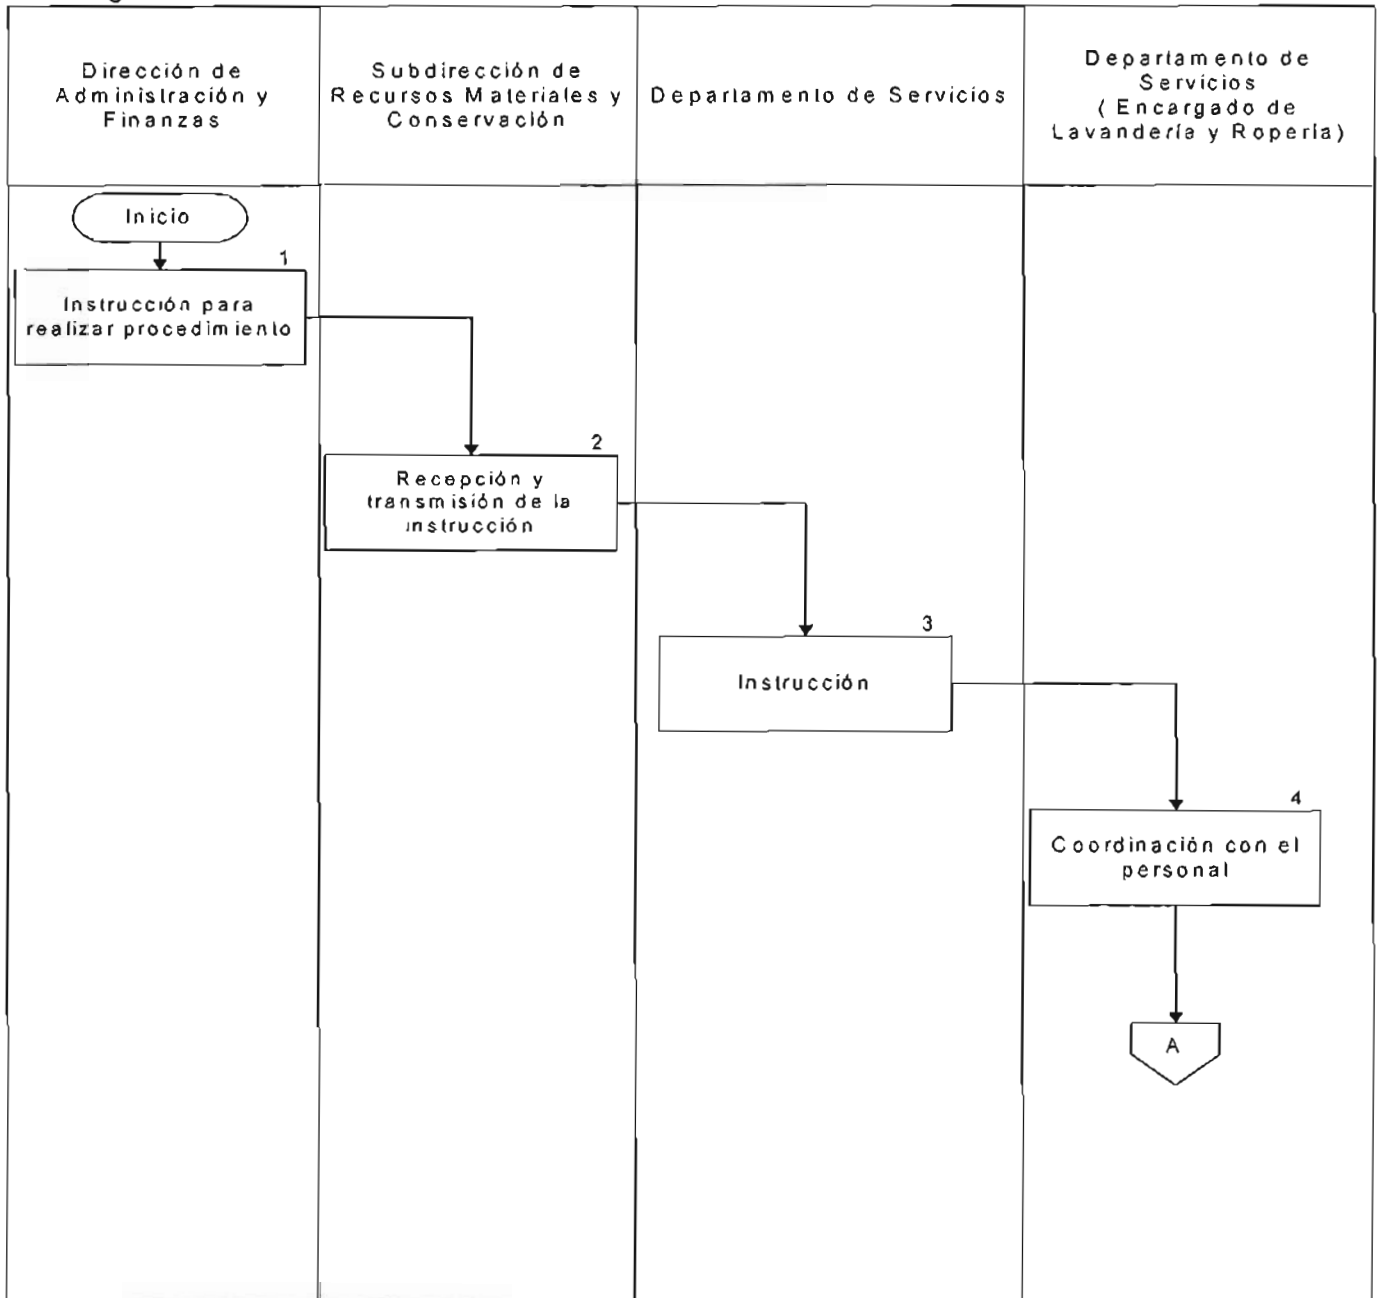 Dirección de
Administración y
Finanzas
Subdirección de
Recursos Materiales y
Conservación
Departamento de Servicios
Departamento de
Servicios
(Encargado de
Lavandería y Ropería)
Inicio
1
Instrucción para
realizar procedimiento
2
Recepción y
transmisión de la
instrucción
3
Instrucción
4
Coordinación con el
personal
A